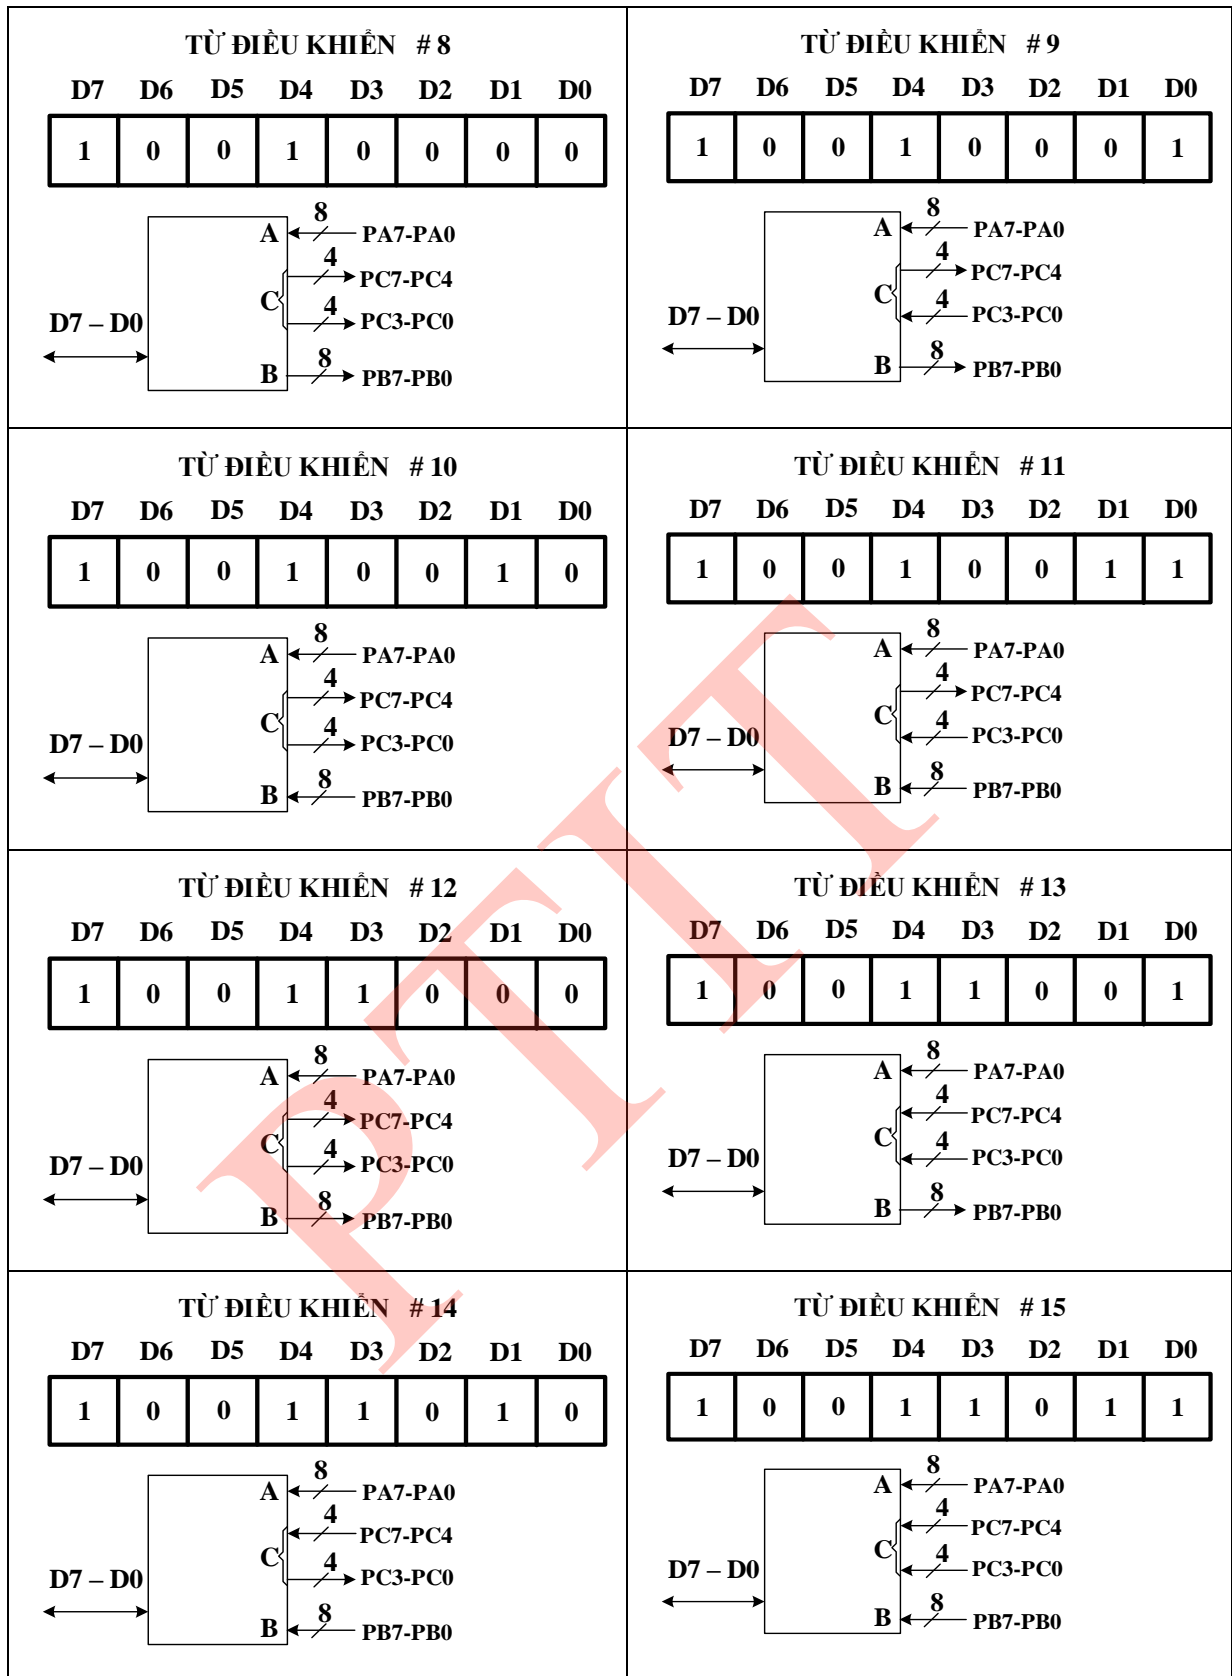 TỪ ĐIỀU KHIỂN # 8
D7 D6 D5 D4 D3 D2 D1 D0
1 0 0 1 0 0 0 0
A 8 PA7-PA0
4 PC7-PC4
C 4 PC3-PC0
D7 – D0
B 8 PB7-PB0
TỪ ĐIỀU KHIỂN # 9
D7 D6 D5 D4 D3 D2 D1 D0
1 0 0 1 0 0 0 1
A 8 PA7-PA0
4 PC7-PC4
C 4 PC3-PC0
D7 – D0
B 8 PB7-PB0
TỪ ĐIỀU KHIỂN # 10
D7 D6 D5 D4 D3 D2 D1 D0
1 0 0 1 0 0 1 0
A 8 PA7-PA0
4 PC7-PC4
C 4 PC3-PC0
D7 – D0
B 8 PB7-PB0
TỪ ĐIỀU KHIỂN # 11
D7 D6 D5 D4 D3 D2 D1 D0
1 0 0 1 0 0 1 1
A 8 PA7-PA0
4 PC7-PC4
C 4 PC3-PC0
D7 – D0
B 8 PB7-PB0
TỪ ĐIỀU KHIỂN # 12
D7 D6 D5 D4 D3 D2 D1 D0
1 0 0 1 1 0 0 0
A 8 PA7-PA0
4 PC7-PC4
C 4 PC3-PC0
D7 – D0
B 8 PB7-PB0
TỪ ĐIỀU KHIỂN # 13
D7 D6 D5 D4 D3 D2 D1 D0
1 0 0 1 1 0 0 1
A 8 PA7-PA0
4 PC7-PC4
C 4 PC3-PC0
D7 – D0
B 8 PB7-PB0
TỪ ĐIỀU KHIỂN # 14
D7 D6 D5 D4 D3 D2 D1 D0
1 0 0 1 1 0 1 0
A 8 PA7-PA0
4 PC7-PC4
C 4 PC3-PC0
D7 – D0
B 8 PB7-PB0
TỪ ĐIỀU KHIỂN # 15
D7 D6 D5 D4 D3 D2 D1 D0
1 0 0 1 1 0 1 1
A 8 PA7-PA0
4 PC7-PC4
C 4 PC3-PC0
D7 – D0
B 8 PB7-PB0
PTIT